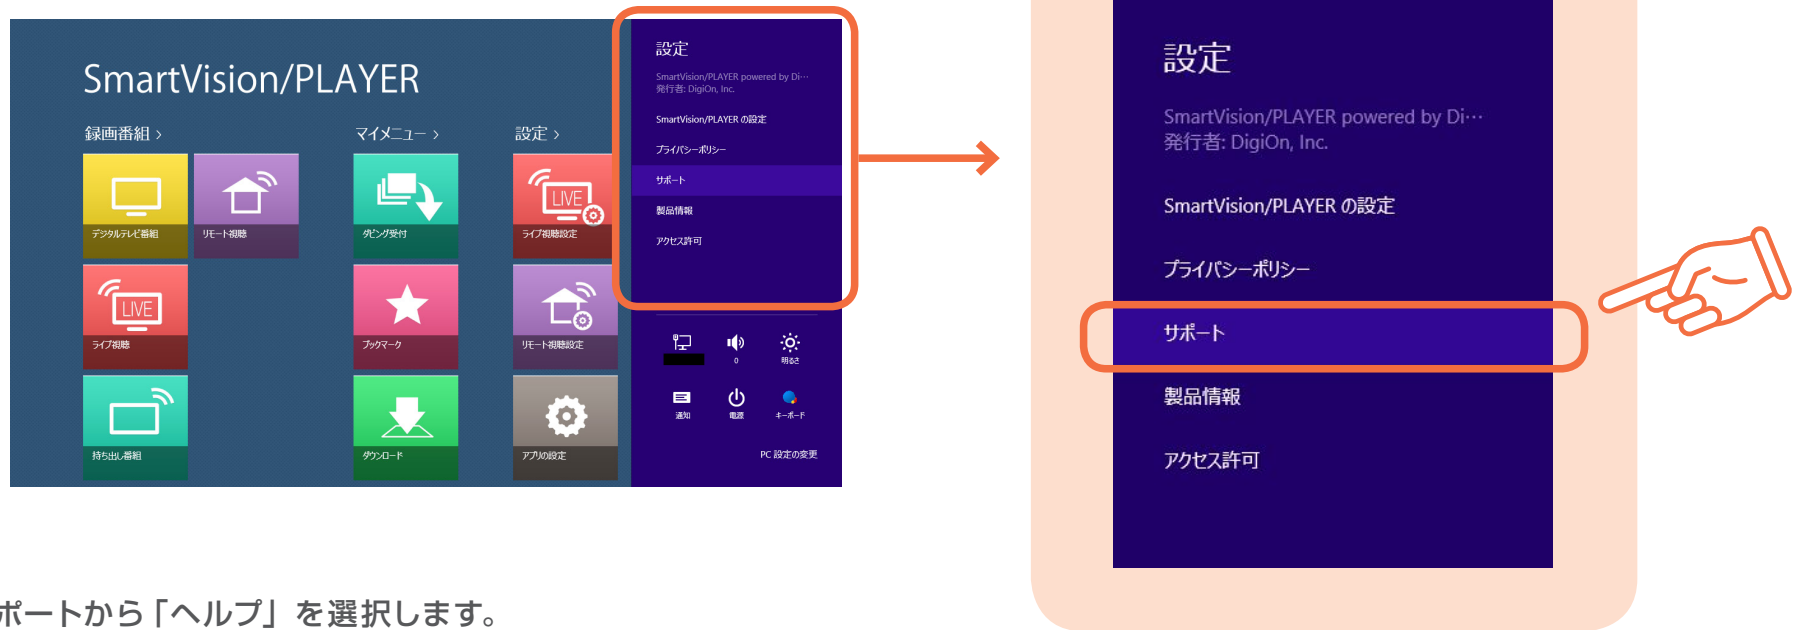 SmartVision/PLAYER
録画番組 >
マイメニュー >
設定 >
デジタルテレビ番組
リモート視聴
ダビング受付
ライブ視聴設定
ライブ視聴
ブックマーク
リモート視聴設定
持ち出し番組
ダウンロード
アプリの設定
LIVE
LIVE
設定
SmartVision/PLAYER powered by Di…
発行者: DigiOn, Inc.
SmartVision/PLAYER の設定
プライバシーポリシー
サポート
製品情報
アクセス許可
0
明るさ
通知
電源
キーボード
PC 設定の変更
設定
SmartVision/PLAYER powered by Di…
発行者: DigiOn, Inc.
SmartVision/PLAYER の設定
プライバシーポリシー
サポート
製品情報
アクセス許可
ポートから「ヘルプ」を選択します。